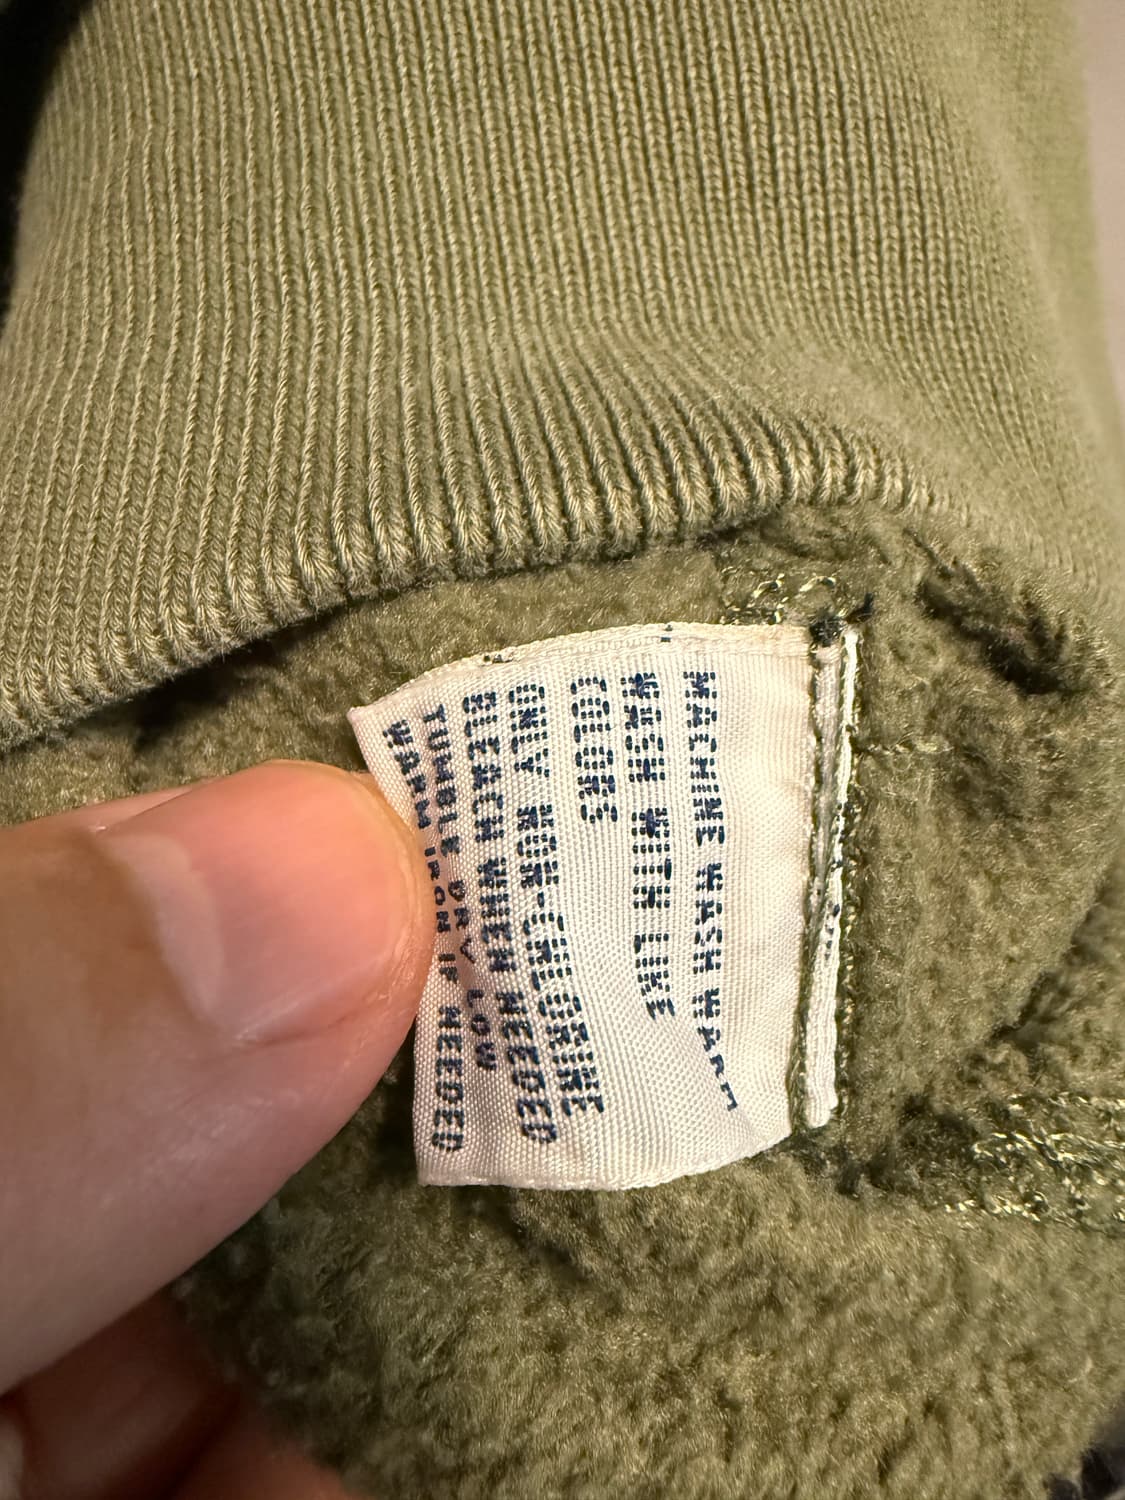 MACHINE WASH WARM
WASH WITH LIKE
COLORS
ONLY NON-CHLORINE
BLEACH WHEN NEEDED
TUMBLE DRY LOW
WARM IRON IF NEEDED